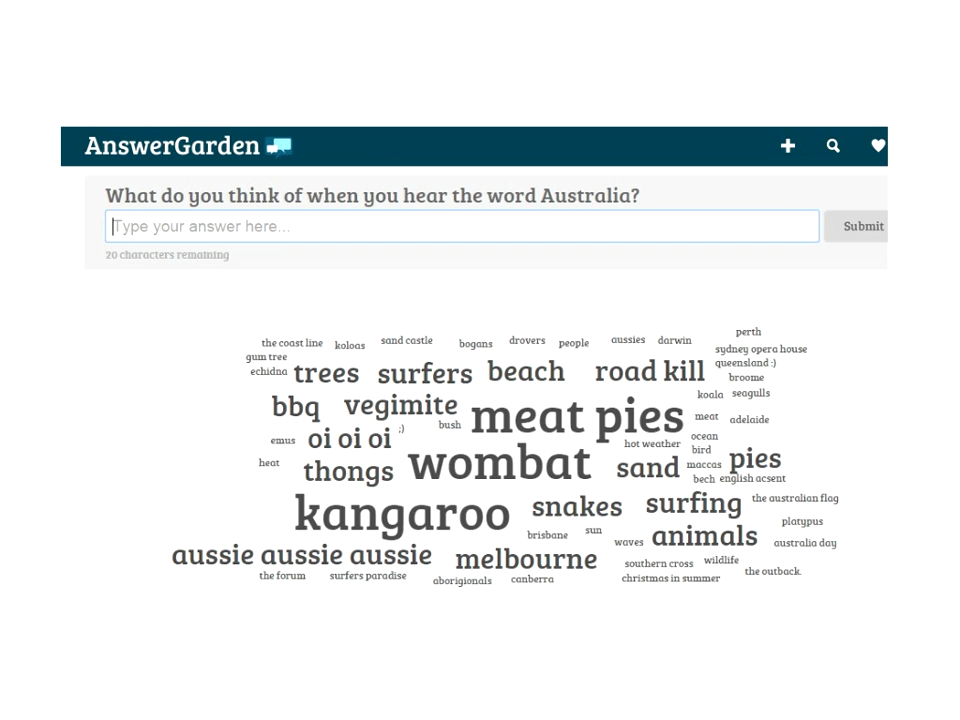 AnswerGarden
What do you think of when you hear the word Australia?
Type your answer here...
Submit
20 characters remaining
perth
the coast line koloas sand castle bogans drovers people aussies darwin
sydney opera house
gum tree
queensland :)
echidna trees surfers beach road kill
broome
koala seagulls
bbq vegimite meat pies
meat adelaide
;) bush
emus oi oi oi
hot weather ocean
bird
heat thongs wombat sand maccas pies
bech english acsent
kangaroo snakes surfing the australian flag
platypus
brisbane sun
waves animals australia day
aussie aussie aussie melbourne
southern cross wildlife
the outback.
the forum surfers paradise aborigionals canberra christmas in summer